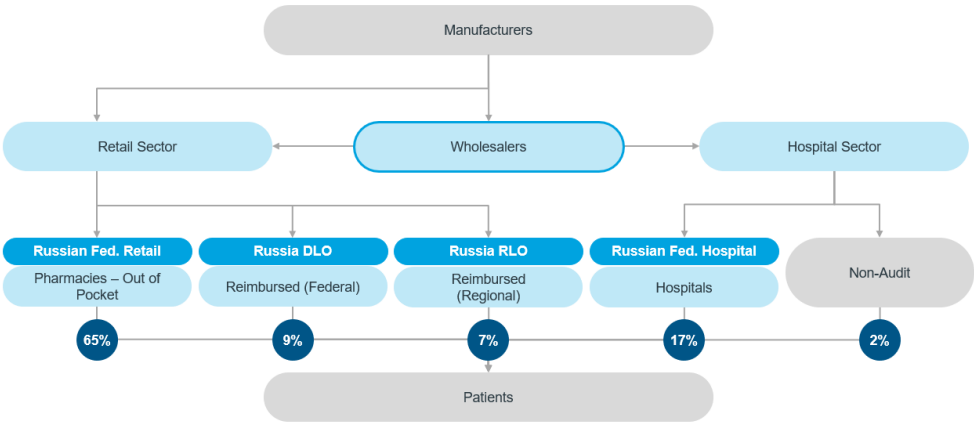 Manufacturers
Retail Sector
Wholesalers
Hospital Sector
Russian Fed. Retail
Russia DLO
Russia RLO
Russian Fed. Hospital
Pharmacies – Out of
Pocket
Reimbursed (Federal)
Reimbursed
(Regional)
Hospitals
Non-Audit
65%
9%
7%
17%
2%
Patients